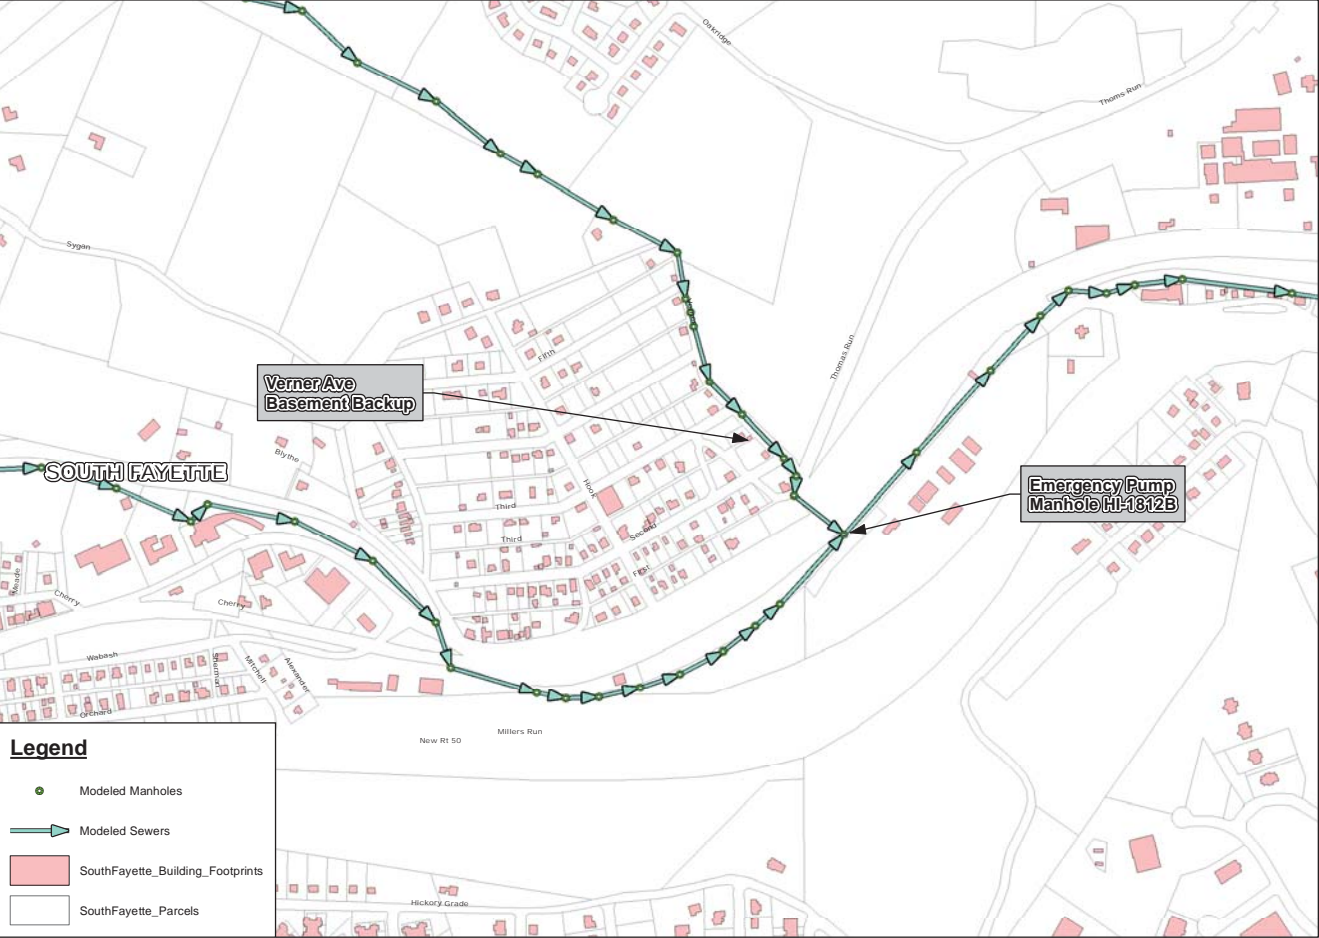 Oakridge
Thoms Run
Sygan
Thomas Run
Fifth
Verner Ave
Basement Backup
Blythe
SOUTH FAYETTE
Hook
Third
Third
Second
First
Emergency Pump
Manhole HI-1812B
Meade
Cherry
Cherry
Wabash
Sherman
Mitchell
Alexander
Orchard
New Rt 50
Millers Run
Hickory Grade
Legend
Modeled Manholes
Modeled Sewers
SouthFayette_Building_Footprints
SouthFayette_Parcels